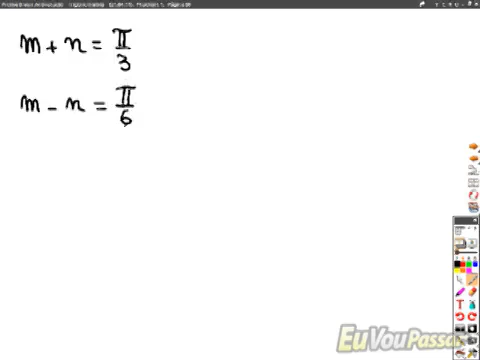 m + n = π/3
m - n = π/6
EuVouPassar